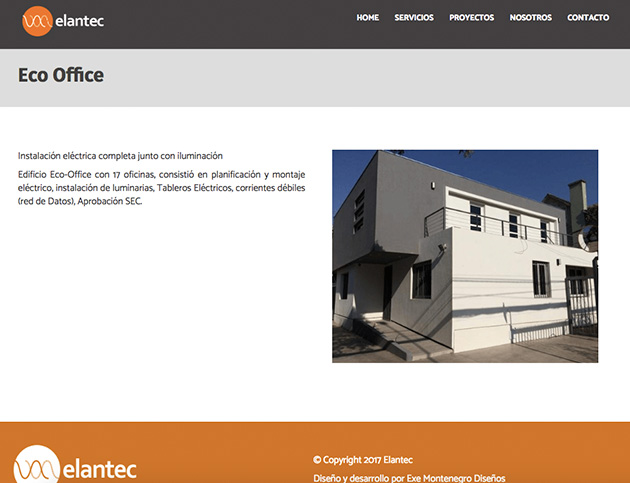 elantec
HOME SERVICIOS PROYECTOS NOSOTROS CONTACTO
Eco Office
Instalación eléctrica completa junto con iluminación
Edificio Eco-Office con 17 oficinas, consistió en planificación y montaje
eléctrico, instalación de luminarias, Tableros Eléctricos, corrientes débiles
(red de Datos), Aprobación SEC.
elantec
© Copyright 2017 Elantec
Diseño y desarrollo por Exe Montenegro Diseños